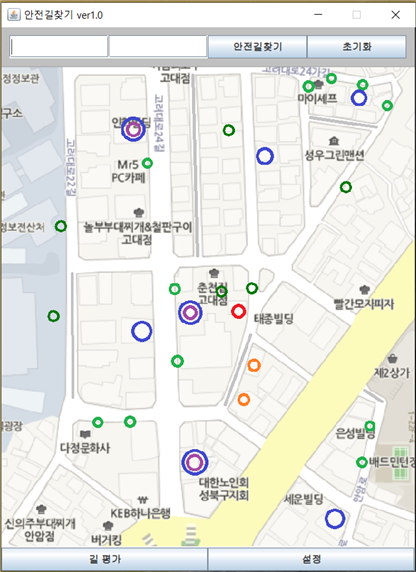 안전길찾기 ver1.0
안전길찾기
초기화
고려대로24가길
고대점
마이셰프
정정보관
구소
고려대로24길
고려대로22길
성우그린맨션
Mr5
PC카페
놀부부대찌개&철판구이
고대점
정보전산처
춘천집
고대점
빨간모자피자
태종빌딩
제2상가
광장
은성빌딩
다정문화사
배드민턴장
대한노인회
성북구지회
안암로
세운빌딩
KEB하나은행
신의주부대찌개
안암점
버거킹
길 평가
설정